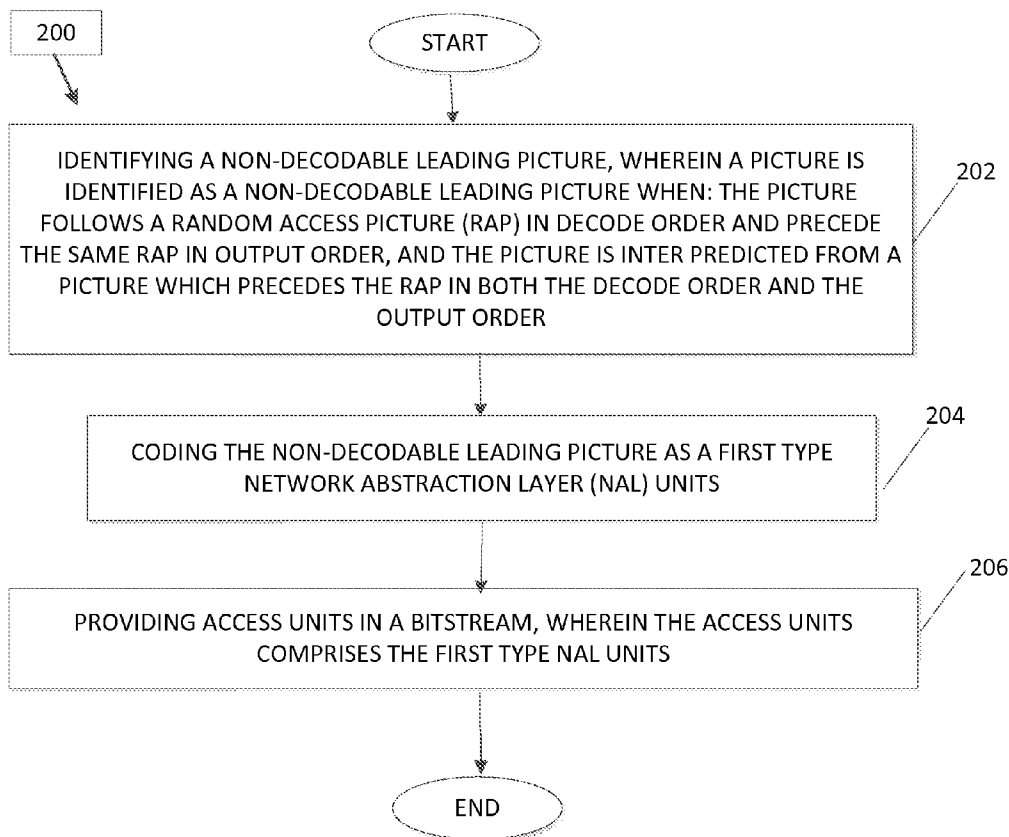 200
START
IDENTIFYING A NON-DECODABLE LEADING PICTURE, WHEREIN A PICTURE IS
IDENTIFIED AS A NON-DECODABLE LEADING PICTURE WHEN: THE PICTURE
FOLLOWS A RANDOM ACCESS PICTURE (RAP) IN DECODE ORDER AND PRECEDE
THE SAME RAP IN OUTPUT ORDER, AND THE PICTURE IS INTER PREDICTED FROM A
PICTURE WHICH PRECEDES THE RAP IN BOTH THE DECODE ORDER AND THE
OUTPUT ORDER
202
CODING THE NON-DECODABLE LEADING PICTURE AS A FIRST TYPE
NETWORK ABSTRACTION LAYER (NAL) UNITS
204
PROVIDING ACCESS UNITS IN A BITSTREAM, WHEREIN THE ACCESS UNITS
COMPRISES THE FIRST TYPE NAL UNITS
206
END